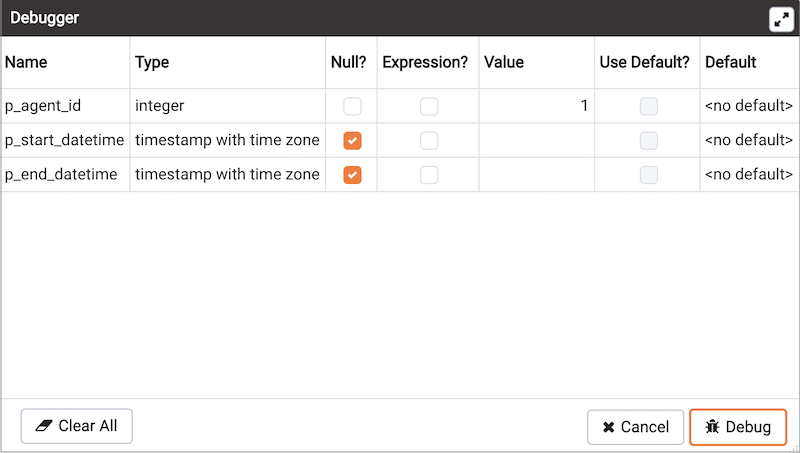 Debugger
Name Type Null? Expression? Value Use Default? Default
p_agent_id integer 1 <no default>
p_start_datetime timestamp with time zone <no default>
p_end_datetime timestamp with time zone <no default>
Clear All Cancel Debug